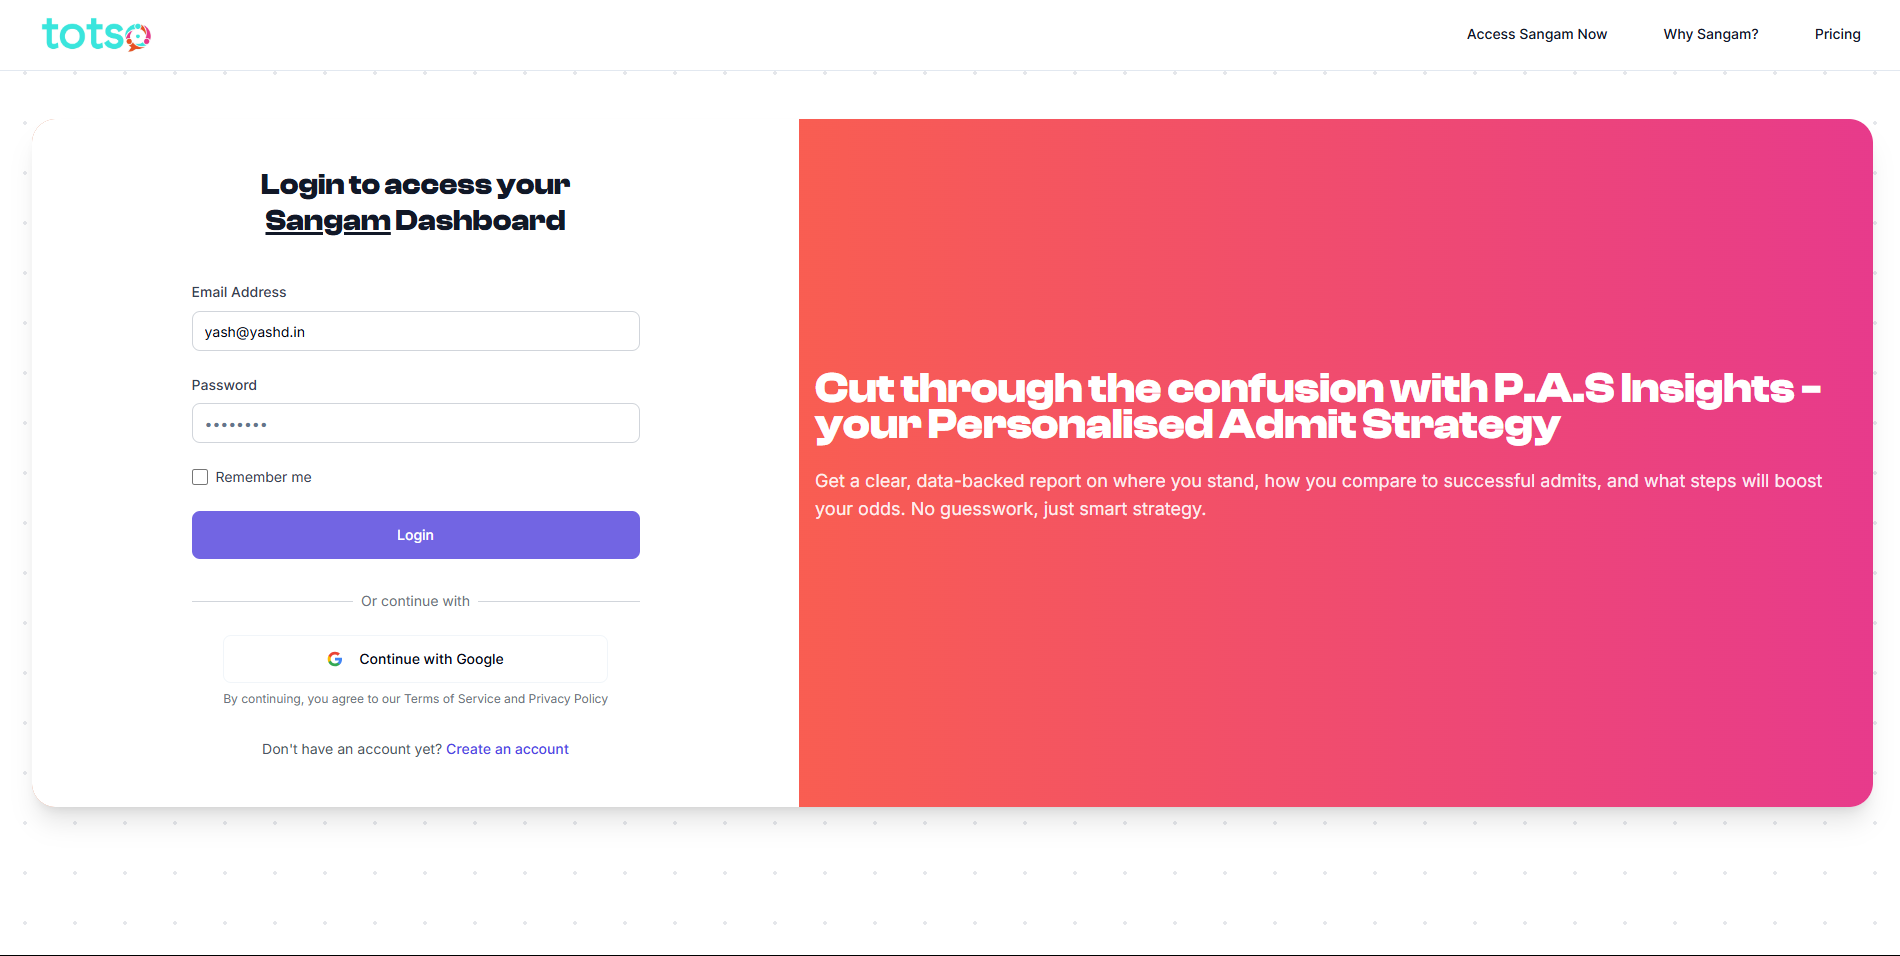 totso
Access Sangam Now
Why Sangam?
Pricing
Login to access your
Sangam Dashboard
Email Address
yash@yashd.in
Password
••••••••
Remember me
Login
Or continue with
Continue with Google
By continuing, you agree to our Terms of Service and Privacy Policy
Don't have an account yet? Create an account
Cut through the confusion with P.A.S Insights -
your Personalised Admit Strategy
Get a clear, data-backed report on where you stand, how you compare to successful admits, and what steps will boost
your odds. No guesswork, just smart strategy.